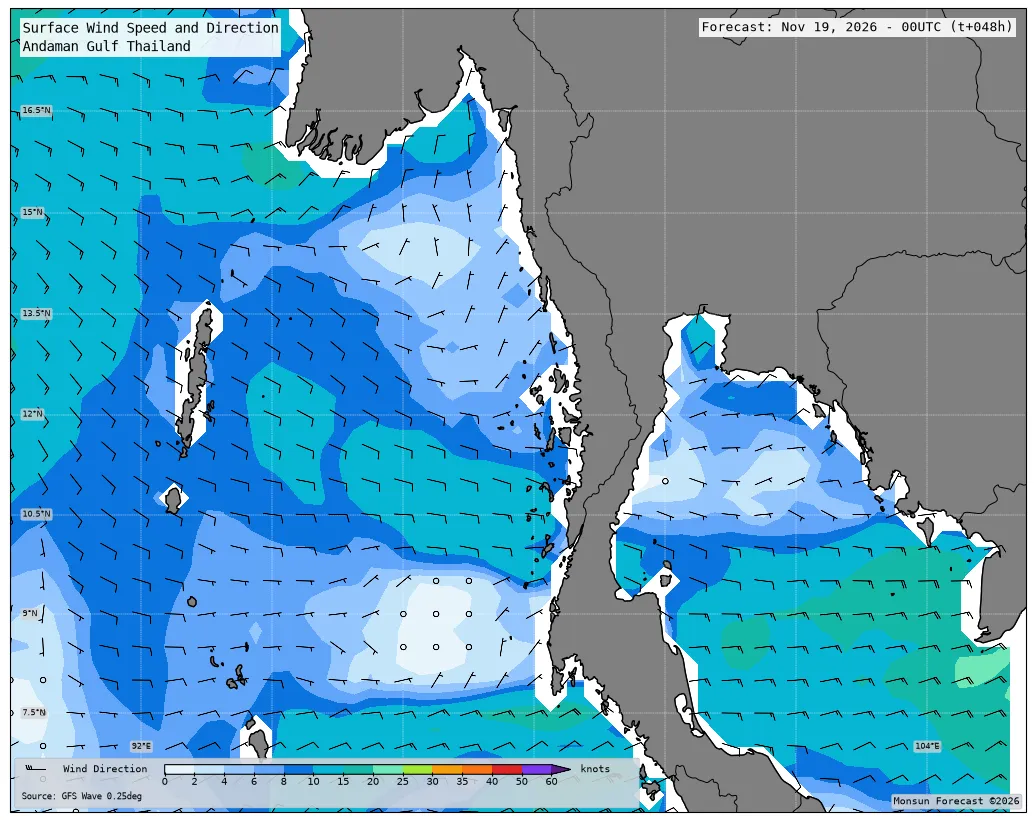 Surface Wind Speed and Direction
Andaman Gulf Thailand
Forecast: Nov 19, 2026 - 00UTC (t+048h)
16.5°N
15°N
13.5°N
12°N
10.5°N
9°N
7.5°N
92°E
104°E
Wind Direction
0 2 4 6 8 10 15 20 25 30 40 50 60
knots
Source: GFS Wave 0.25deg
Monsun Forecast ©2026